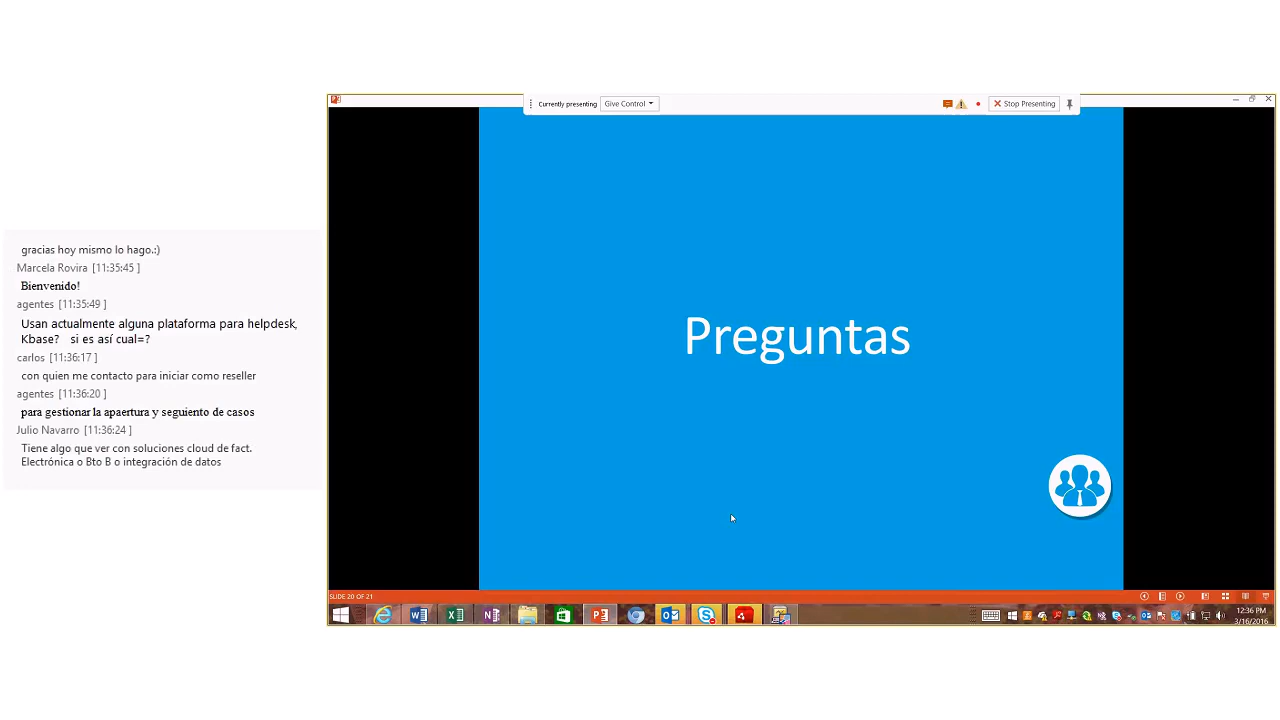 gracias hoy mismo lo hago.:)
Marcela Rovira [11:35:45 ]
Bienvenido!
agentes [11:35:49 ]
Usan actualmente alguna plataforma para helpdesk,
Kbase?   si es así cual=?
carlos [11:36:17 ]
con quien me contacto para iniciar como reseller
agentes [11:36:20 ]
para gestionar la apaertura y seguiento de casos
Julio Navarro [11:36:24 ]
Tiene algo que ver con soluciones cloud de fact.
Electrónica o Bto B o integración de datos
Currently presenting Give Control
Stop Presenting
Preguntas
SLIDE 20 OF 21
12:36 PM
3/16/2016